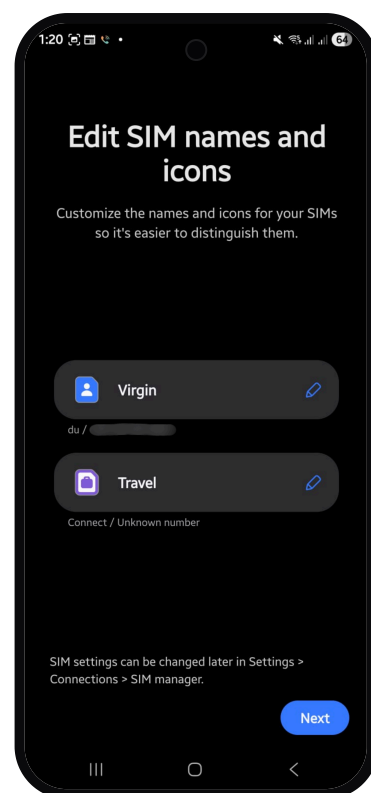 1:20
64
Edit SIM names and
icons
Customize the names and icons for your SIMs
so it's easier to distinguish them.
Virgin
du /
Travel
Connect / Unknown number
SIM settings can be changed later in Settings >
Connections > SIM manager.
Next